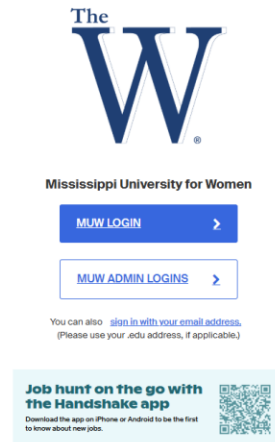 The
W®
Mississippi University for Women
MUW LOGIN
MUW ADMIN LOGINS
You can also sign in with your email address.
(Please use your .edu address, if applicable.)
Job hunt on the go with
the Handshake app
Download the app on iPhone or Android to be the first
to know about new jobs.